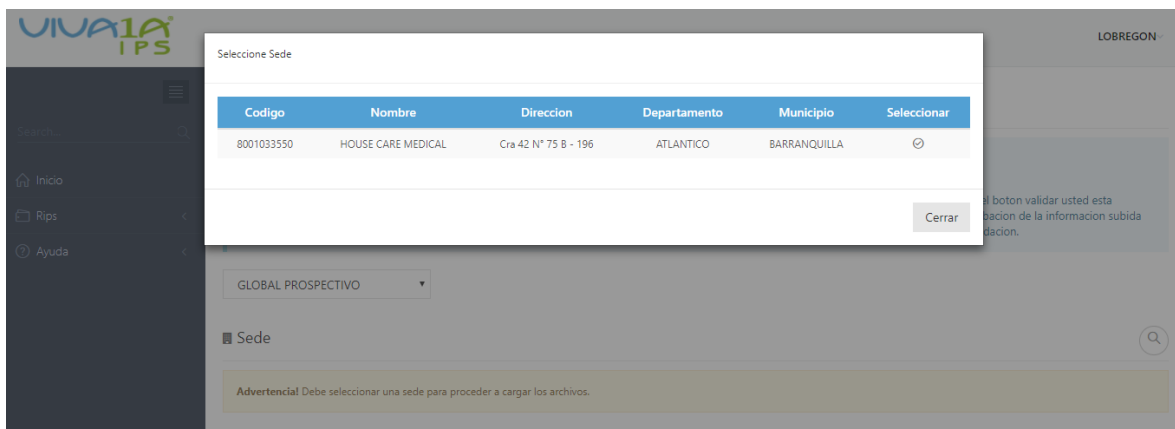 VIVA1A
IPS
LOBREGON
Seleccione Sede
Codigo Nombre Direccion Departamento Municipio Seleccionar
8001033550 HOUSE CARE MEDICAL Cra 42 N° 75 B - 196 ATLANTICO BARRANQUILLA
Cerrar
Search...
Inicio
Rips
Ayuda
el boton validar usted esta
bacion de la informacion subida
dacion.
GLOBAL PROSPECTIVO
Sede
Advertencia! Debe seleccionar una sede para proceder a cargar los archivos.